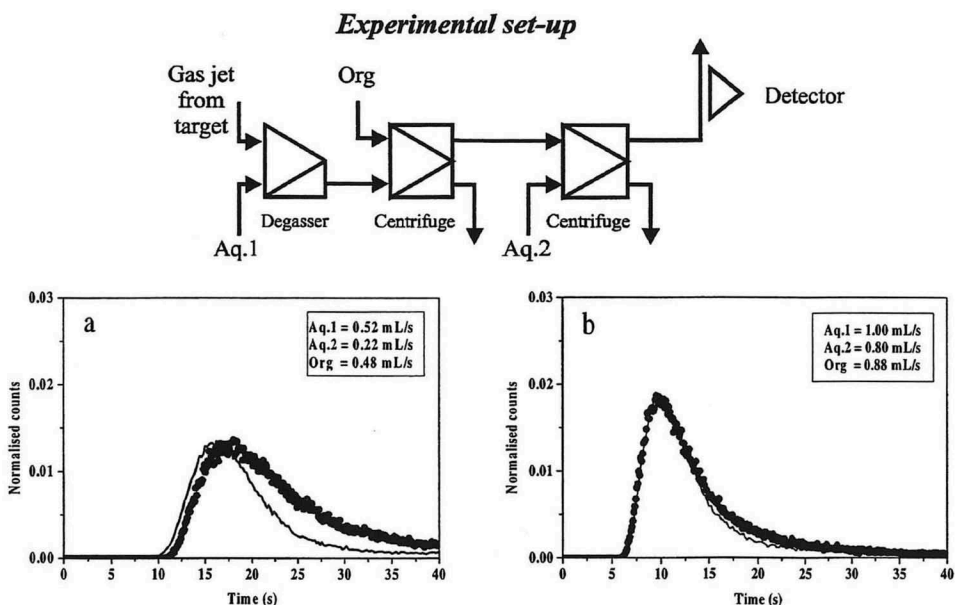 Experimental set-up
Gas jet
from
target
Org
Detector
Degasser
Centrifuge
Centrifuge
Aq.1
Aq.2
a
Aq.1 = 0.52 mL/s
Aq.2 = 0.22 mL/s
Org = 0.48 mL/s
Normalised counts
0.03
0.02
0.01
0.00
0 5 10 15 20 25 30 35 40
Time (s)
b
Aq.1 = 1.00 mL/s
Aq.2 = 0.80 mL/s
Org = 0.88 mL/s
Normalised counts
0.03
0.02
0.01
0.00
0 5 10 15 20 25 30 35 40
Time (s)